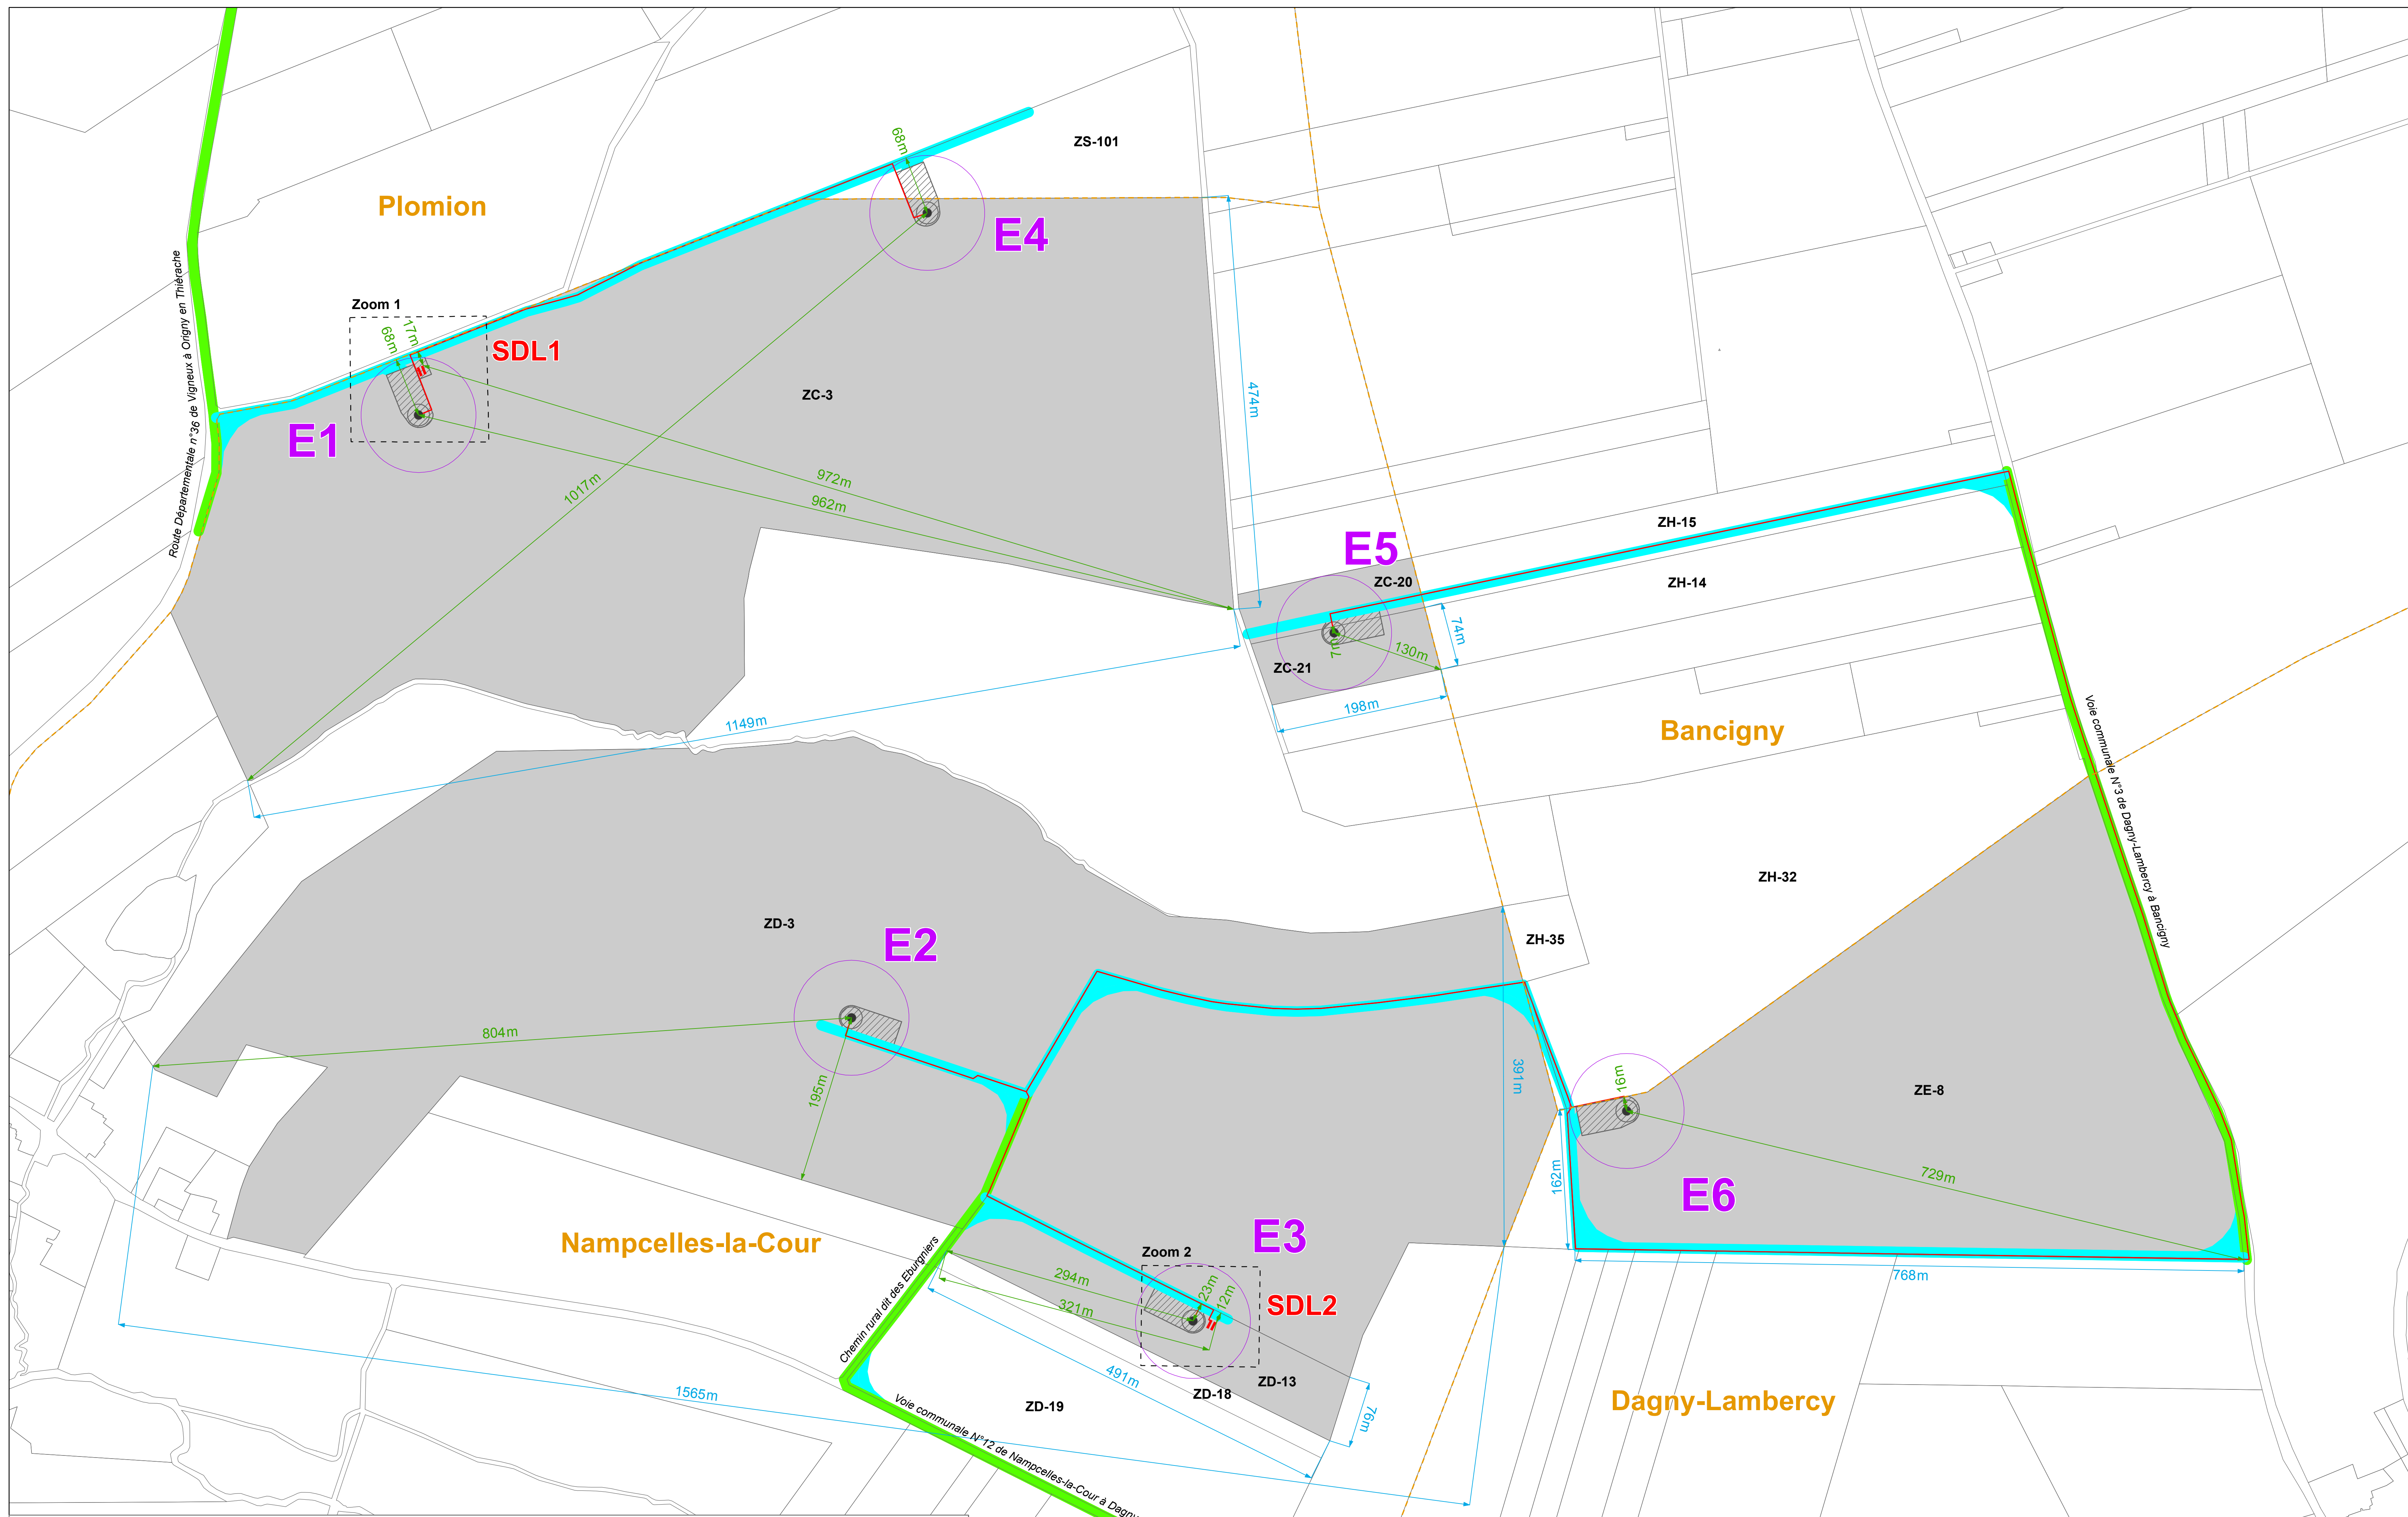 ZS-101
68m
Plomion
E4
Route Départementale n°36 de Vigneux à Origny en Thiérache
Zoom 1
17m
68m
SDL1
ZC-3
474m
E1
972m
1017m
962m
ZH-15
E5
ZC-20
ZH-14
7m
74m
130m
ZC-21
198m
1149m
Bancigny
Voie communale N°3 de Dagny-Lambercy à Bancigny
ZH-32
ZD-3
E2
ZH-35
804m
195m
391m
16m
ZE-8
162m
729m
E6
Nampcelles-la-Cour
E3
Zoom 2
Chemin rural dit des Eburgniers
294m
23m
12m
321m
SDL2
768m
491m
1565m
ZD-13
ZD-18
76m
ZD-19
Dagny-Lambercy
Voie communale N°12 de Nampcelles-la-Cour à Dagny